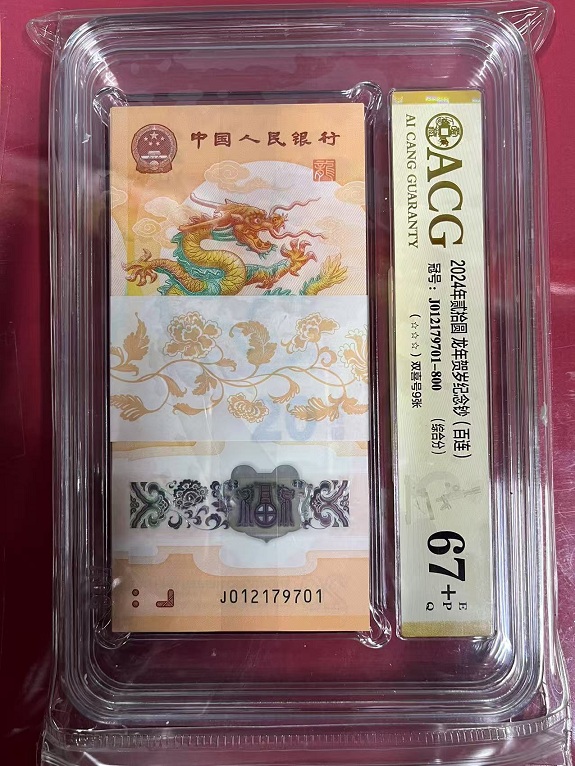 中国人民银行
龍
20
J012179701
ACG
AI CANG GUARANTY
2024年贰拾圆 龙年贺岁纪念钞（百连）
冠号：J012179701-800 （综合分）
（☆☆☆）双喜号9张
67+
E
P
Q